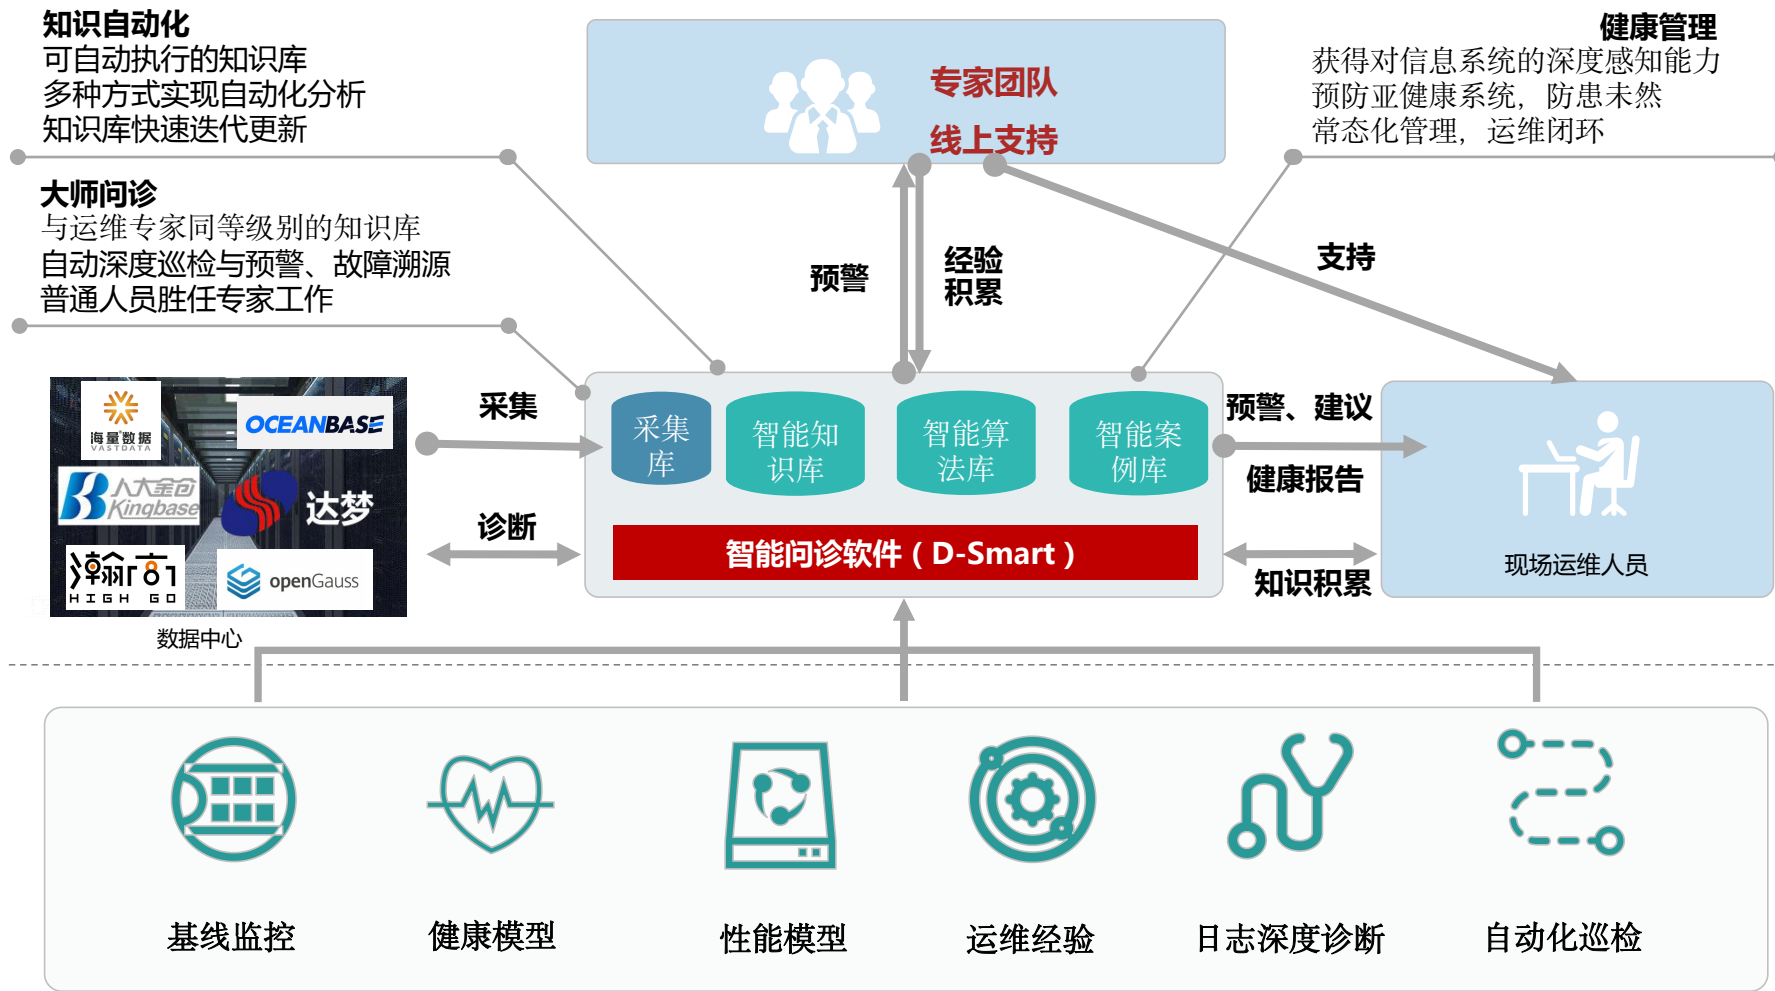 知识自动化
可自动执行的知识库
多种方式实现自动化分析
知识库快速迭代更新
专家团队
线上支持
健康管理
获得对信息系统的深度感知能力
预防亚健康系统，防患未然
常态化管理，运维闭环
大师问诊
与运维专家同等级别的知识库
自动深度巡检与预警、故障溯源
普通人员胜任专家工作
预警
经验
积累
支持
海量数据
VASTDATA
OCEANBASE
人大金仓
Kingbase
达梦
瀚高
HIGH GO
openGauss
数据中心
采集
诊断
采集
库
智能知
识库
智能算
法库
智能案
例库
智能问诊软件（D-Smart）
预警、建议
健康报告
知识积累
现场运维人员
基线监控
健康模型
性能模型
运维经验
日志深度诊断
自动化巡检